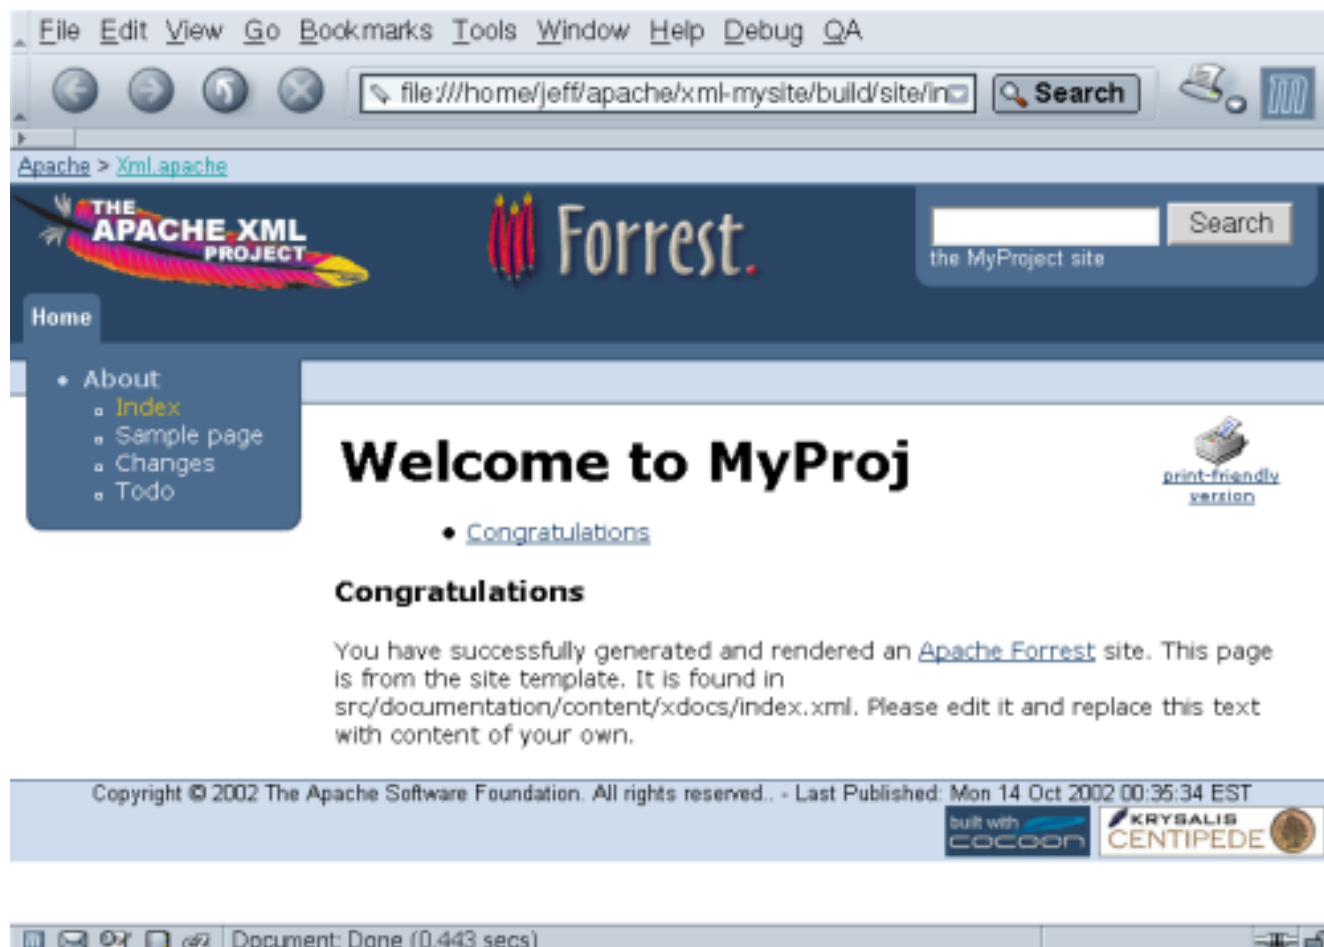 File Edit View Go Bookmarks Tools Window Help Debug QA
file:///home/jeff/apache/xml-mysite/build/site/in
Search
Apache > Xml.apache
THE
APACHE XML
PROJECT
Forrest.
Search
the MyProject site
Home
About
Index
Sample page
Changes
Todo
Welcome to MyProj
print-friendly
version
Congratulations
Congratulations
You have successfully generated and rendered an Apache Forrest site. This page
is from the site template. It is found in
src/documentation/content/xdocs/index.xml. Please edit it and replace this text
with content of your own.
Copyright © 2002 The Apache Software Foundation. All rights reserved.. - Last Published: Mon 14 Oct 2002 00:35:34 EST
built with
cocoon
KRYSALIS
CENTIPEDE
Document: Done (0.443 secs)